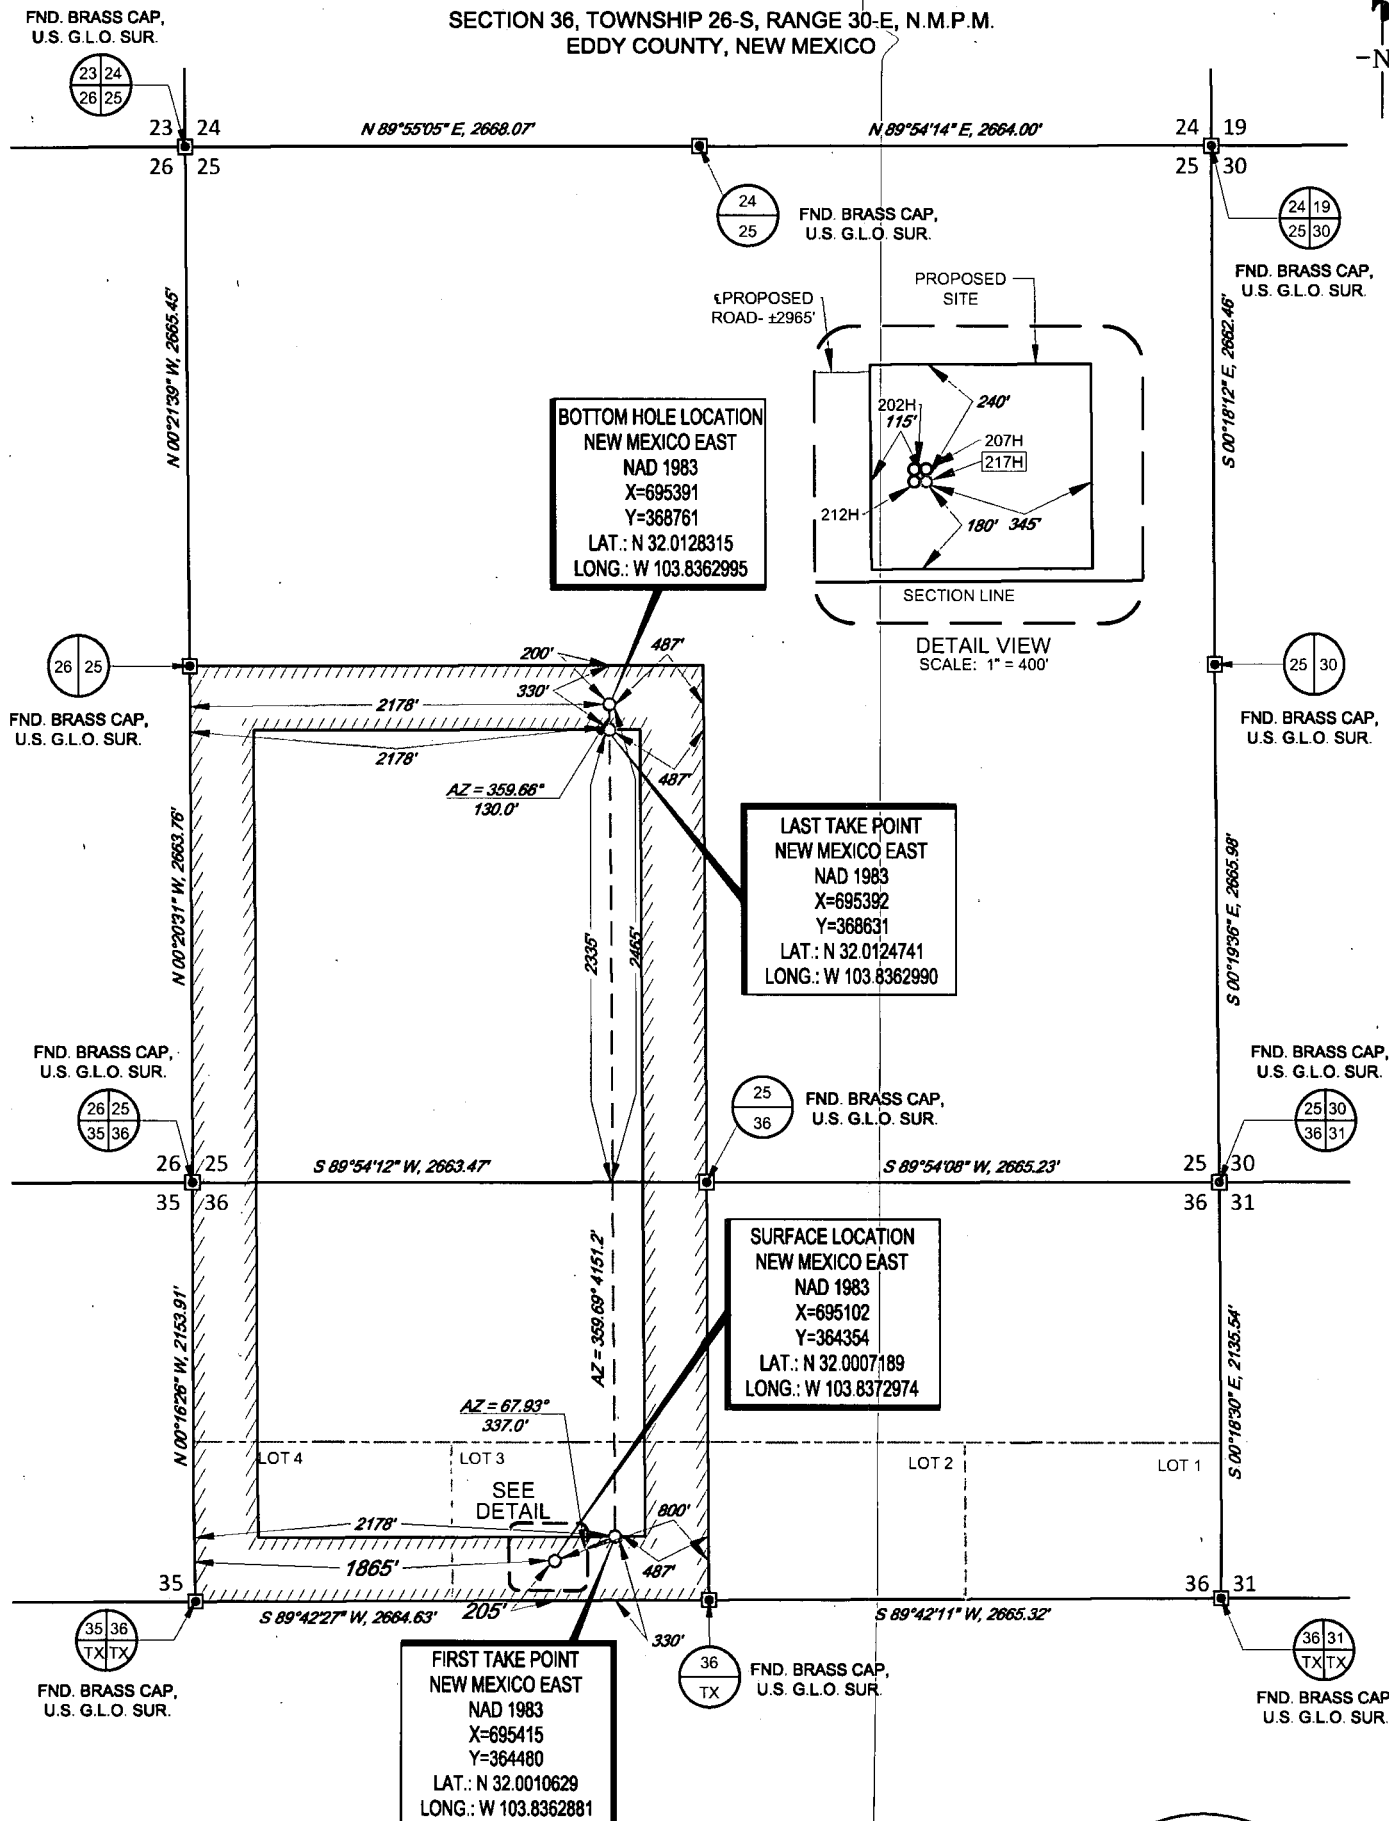 SECTION 36, TOWNSHIP 26-S, RANGE 30-E, N.M.P.M.
EDDY COUNTY, NEW MEXICO
-N
FND. BRASS CAP,
U.S. G.L.O. SUR.
23 24
26 25
23 24
26 25
N 89°55'05" E, 2668.07'
N 89°54'14" E, 2664.00'
24 19
25 30
24
25
FND. BRASS CAP,
U.S. G.L.O. SUR.
24 19
25 30
FND. BRASS CAP,
U.S. G.L.O. SUR.
N 00°21'39" W, 2665.45'
S 00°18'12" E, 2662.46'
℄PROPOSED
ROAD- ±2965'
PROPOSED
SITE
202H
115'
240'
207H
217H
212H
180'
345'
SECTION LINE
DETAIL VIEW
SCALE: 1" = 400'
BOTTOM HOLE LOCATION
NEW MEXICO EAST
NAD 1983
X=695391
Y=368761
LAT.: N 32.0128315
LONG.: W 103.8362995
26 25
FND. BRASS CAP,
U.S. G.L.O. SUR.
25 30
FND. BRASS CAP,
U.S. G.L.O. SUR.
200'
487'
330'
2178'
2178'
487'
AZ = 359.66°
130.0'
LAST TAKE POINT
NEW MEXICO EAST
NAD 1983
X=695392
Y=368631
LAT.: N 32.0124741
LONG.: W 103.8362990
N 00°20'31" W, 2663.76'
2335'
2465'
S 00°19'36" E, 2665.98'
FND. BRASS CAP,
U.S. G.L.O. SUR.
26 25
35 36
26 25
35 36
25
36
FND. BRASS CAP,
U.S. G.L.O. SUR.
FND. BRASS CAP,
U.S. G.L.O. SUR.
25 30
36 31
S 89°54'12" W, 2663.47'
S 89°54'08" W, 2665.23'
25 30
36 31
SURFACE LOCATION
NEW MEXICO EAST
NAD 1983
X=695102
Y=364354
LAT.: N 32.0007189
LONG.: W 103.8372974
N 00°16'26" W, 2153.91'
AZ = 359.69° 4151.2'
S 00°18'30" E, 2135.54'
AZ = 67.93°
337.0'
LOT 4
LOT 3
LOT 2
LOT 1
SEE
DETAIL
2178'
800'
1865'
487'
35
36 31
S 89°42'27" W, 2664.63'
205'
330'
S 89°42'11" W, 2665.32'
35 36
TX TX
FND. BRASS CAP,
U.S. G.L.O. SUR.
36
TX
FND. BRASS CAP,
U.S. G.L.O. SUR.
36 31
TX TX
FND. BRASS CAP
U.S. G.L.O. SUR.
FIRST TAKE POINT
NEW MEXICO EAST
NAD 1983
X=695415
Y=364480
LAT.: N 32.0010629
LONG.: W 103.8362881